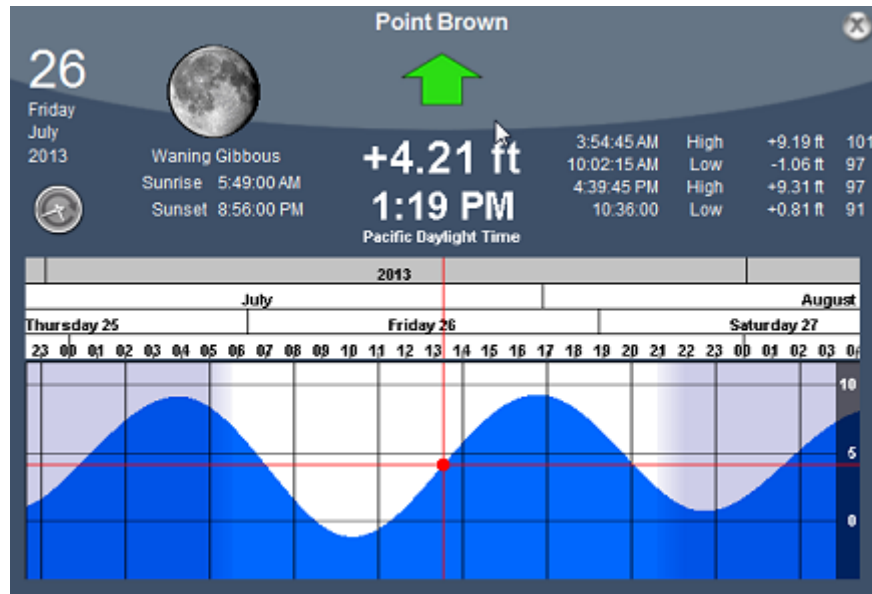 Point Brown
26
Friday
July
2013
Waning Gibbous
Sunrise 5:49:00 AM
Sunset 8:56:00 PM
+4.21 ft
1:19 PM
Pacific Daylight Time
3:54:45 AM High +9.19 ft 101
10:02:15 AM Low -1.06 ft 97
4:39:45 PM High +9.31 ft 97
10:36:00 Low +0.81 ft 91
2013
July August
Thursday 25 Friday 26 Saturday 27
23 00 01 02 03 04 05 06 07 08 09 10 11 12 13 14 15 16 17 18 19 20 21 22 23 00 01 02 03
10
5
0